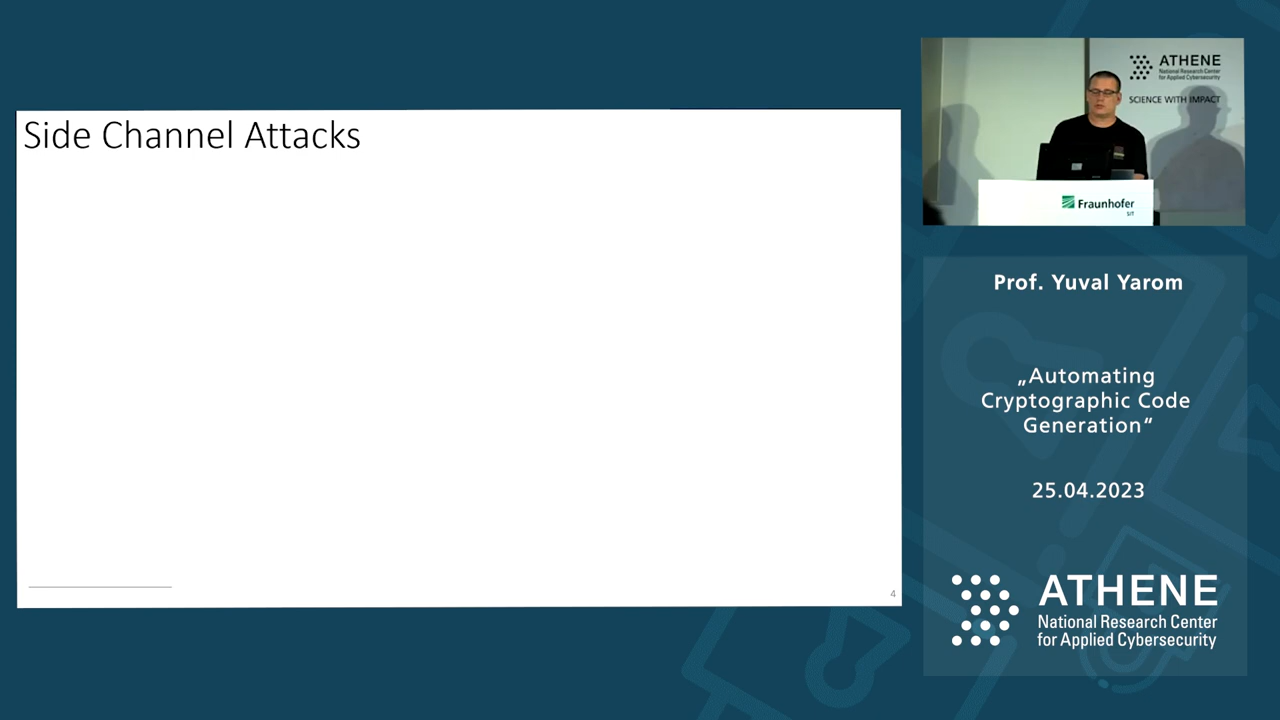 Side Channel Attacks
4
ATHENE
National Research Center
for Applied Cybersecurity
SCIENCE WITH IMPACT
Fraunhofer
SIT
Prof. Yuval Yarom
„Automating
Cryptographic Code
Generation“
25.04.2023
ATHENE
National Research Center
for Applied Cybersecurity